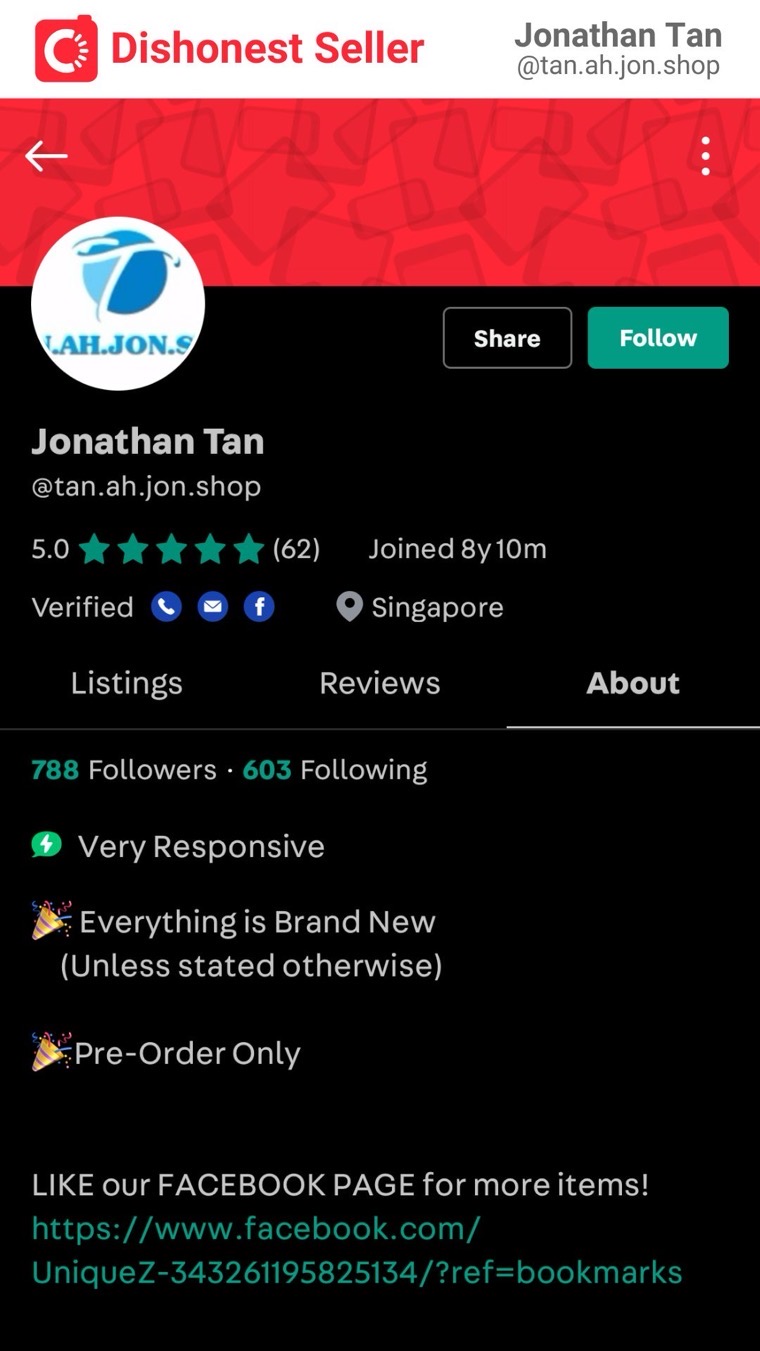 Dishonest Seller
Jonathan Tan
@tan.ah.jon.shop
.AH.JON.S
Share
Follow
Jonathan Tan
@tan.ah.jon.shop
5.0 (62) Joined 8y 10m
Verified Singapore
Listings Reviews About
788 Followers · 603 Following
Very Responsive
🎉 Everything is Brand New
(Unless stated otherwise)
🎉Pre-Order Only
LIKE our FACEBOOK PAGE for more items!
https://www.facebook.com/
UniqueZ-343261195825134/?ref=bookmarks